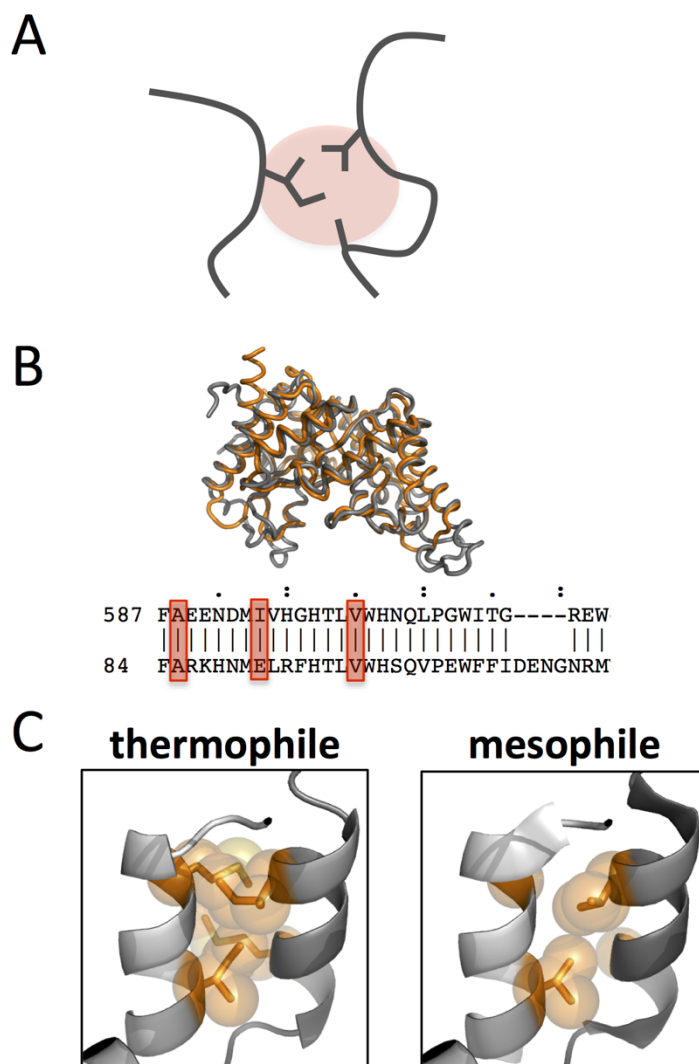 A
B
. : . : . :
587 FAEENDMIVHGHTLVWHNQLPGWITG----REW
|||||||||||||||||||||||||| |||
84 FARKHNMELRFHTLVWHSQVPEWFFIDENGNRM
C
thermophile mesophile